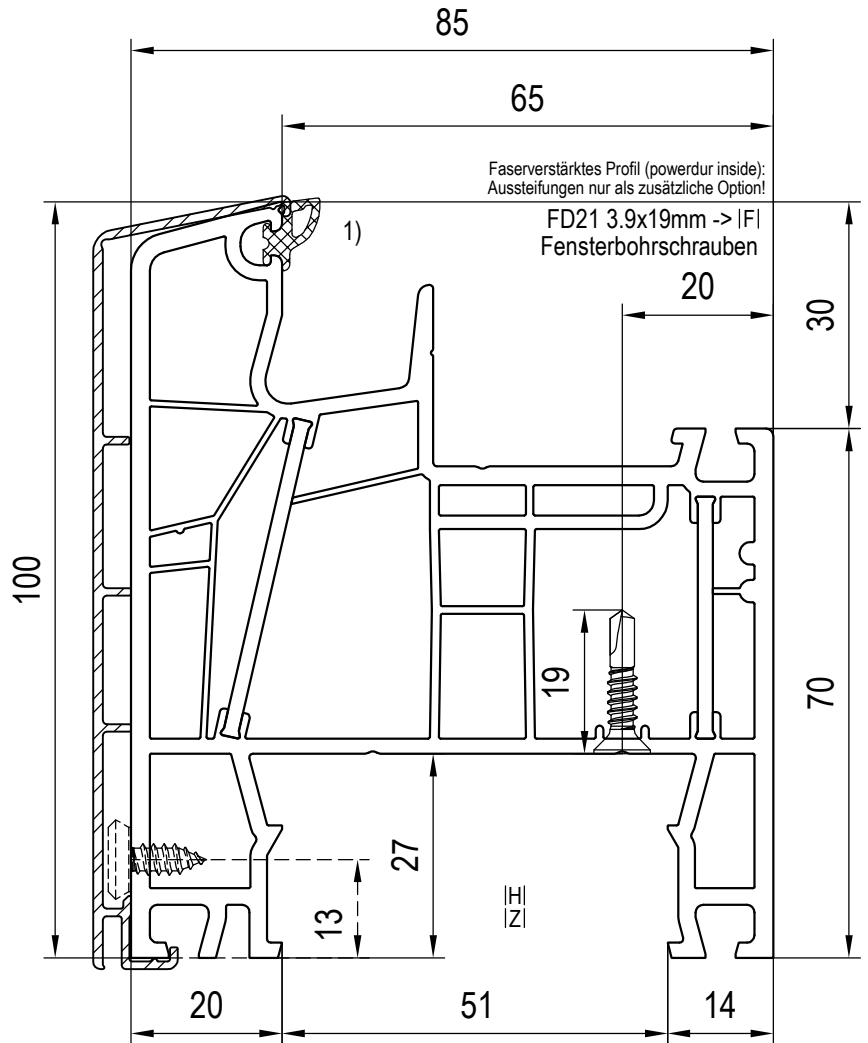 85
65
Faserverstärktes Profil (powerdur inside):
Aussteifungen nur als zusätzliche Option!
1)
FD21 3.9x19mm -> |F|
Fensterbohrschrauben
20
30
100
19
70
27
13
|H|
|Z|
20
51
14